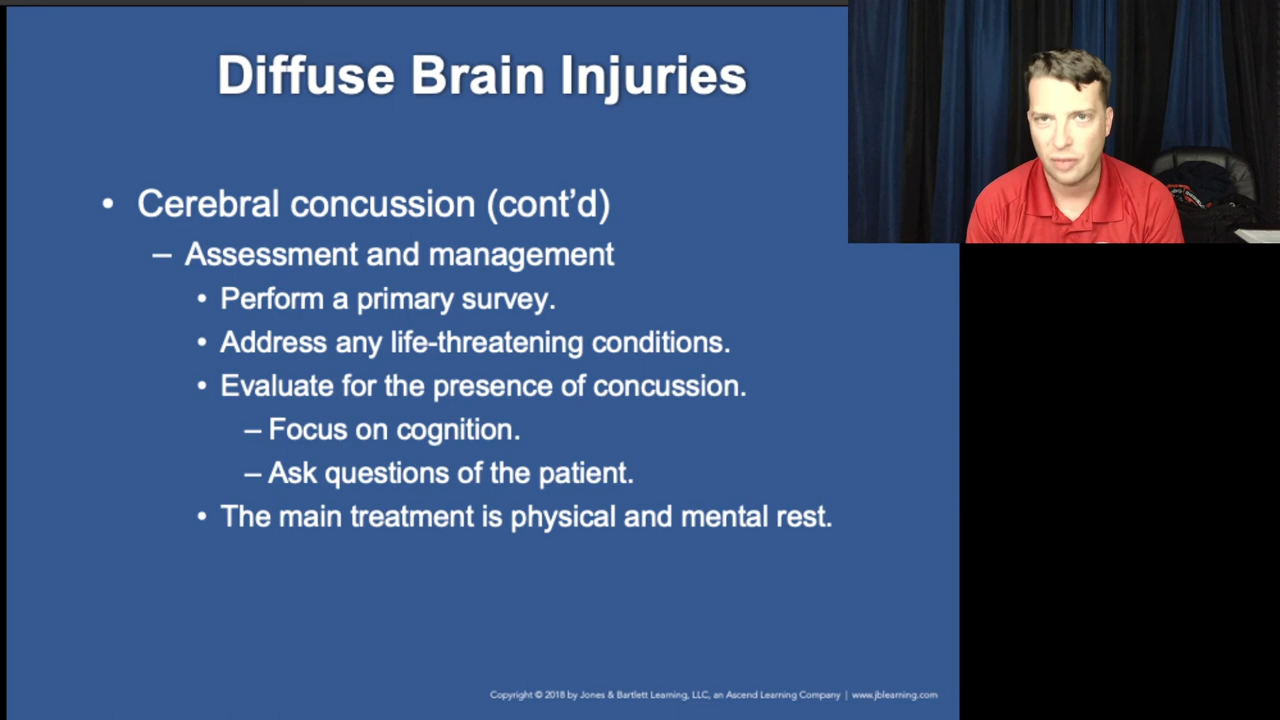 Diffuse Brain Injuries
• Cerebral concussion (cont’d)
– Assessment and management
• Perform a primary survey.
• Address any life-threatening conditions.
• Evaluate for the presence of concussion.
– Focus on cognition.
– Ask questions of the patient.
• The main treatment is physical and mental rest.
Copyright © 2018 by Jones & Bartlett Learning, LLC, an Ascend Learning Company | www.jblearning.com